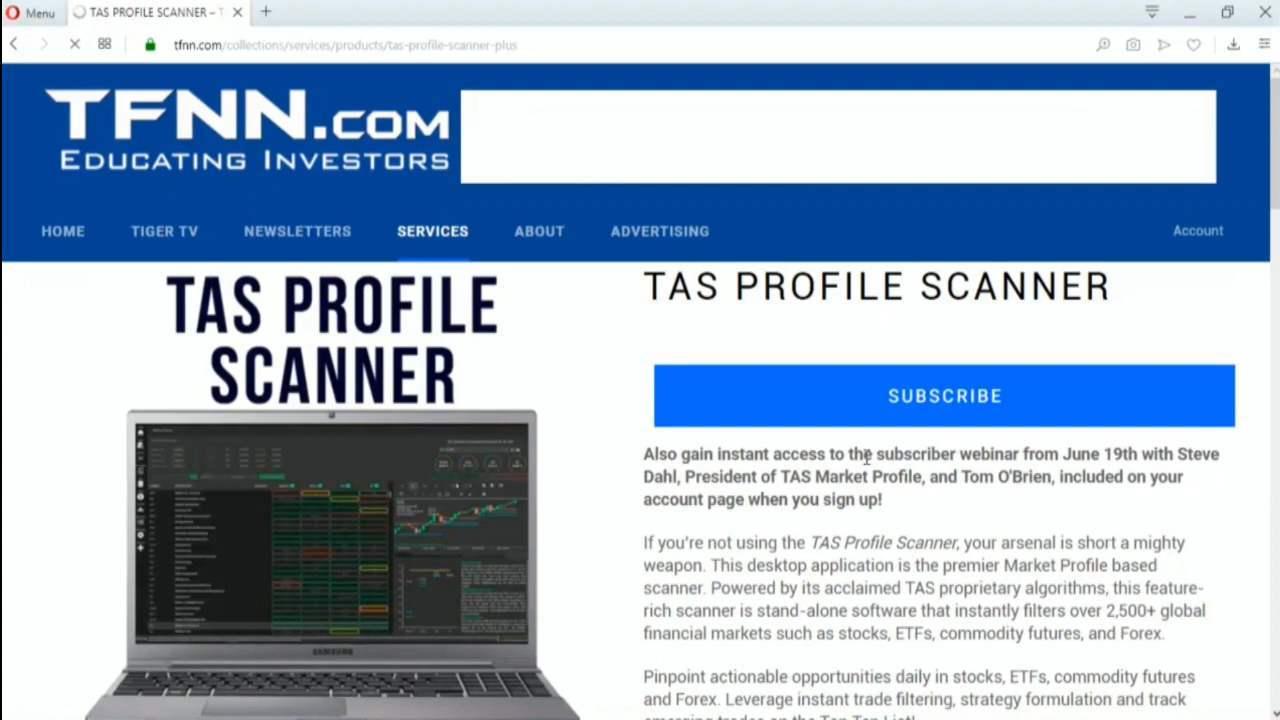 Menu
TAS PROFILE SCANNER – T
tfnn.com/collections/services/products/tas-profile-scanner-plus
TFNN.COM
EDUCATING INVESTORS
HOME TIGER TV NEWSLETTERS SERVICES ABOUT ADVERTISING Account
TAS PROFILE
SCANNER
SAMSUNG
TAS PROFILE SCANNER
SUBSCRIBE
Also gain instant access to the subscriber webinar from June 19th with Steve
Dahl, President of TAS Market Profile, and Tom O'Brien, included on your
account page when you sign up!
If you're not using the TAS Profile Scanner, your arsenal is short a mighty
weapon. This desktop application is the premier Market Profile based
scanner. Powered by its acclaimed TAS proprietary algorithms, this feature-
rich scanner is stand-alone software that instantly filters over 2,500+ global
financial markets such as stocks, ETFs, commodity futures, and Forex.
Pinpoint actionable opportunities daily in stocks, ETFs, commodity futures
and Forex. Leverage instant trade filtering, strategy formulation and track
emerging trades on the Top Ten List!